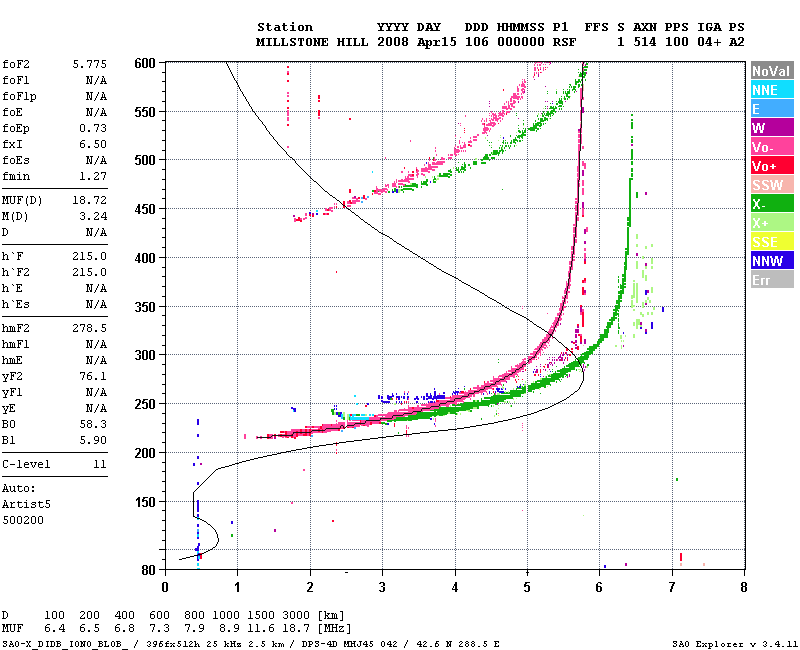 Station YYYY DAY DDD HHMMSS P1 FFS S AXN PPS IGA PS
MILLSTONE HILL 2008 Apr15 106 000000 RSF 1 514 100 04+ A2
foF2 5.775
foF1 N/A
foF1p N/A
foE N/A
foEp 0.73
fxI 6.50
foEs N/A
fmin 1.27
MUF(D) 18.72
M(D) 3.24
D N/A
h`F 215.0
h`F2 215.0
h`E N/A
h`Es N/A
hmF2 278.5
hmF1 N/A
hmE N/A
yF2 76.1
yF1 N/A
yE N/A
B0 58.3
B1 5.90
C-level 11
Auto:
Artist5
500200
600
550
500
450
400
350
300
250
200
150
80
0 1 2 3 4 5 6 7 8
NoVal
NNE
E
W
Vo-
Vo+
SSW
X-
X+
SSE
NNW
Err
D 100 200 400 600 800 1000 1500 3000 [km]
MUF 6.4 6.5 6.8 7.3 7.9 8.9 11.6 18.7 [MHz]
SAO-X_DIDB_IONO_BLOB_ / 396fx512h 25 kHz 2.5 km / DPS-4D MHJ45 042 / 42.6 N 288.5 E
SAO Explorer v 3.4.11